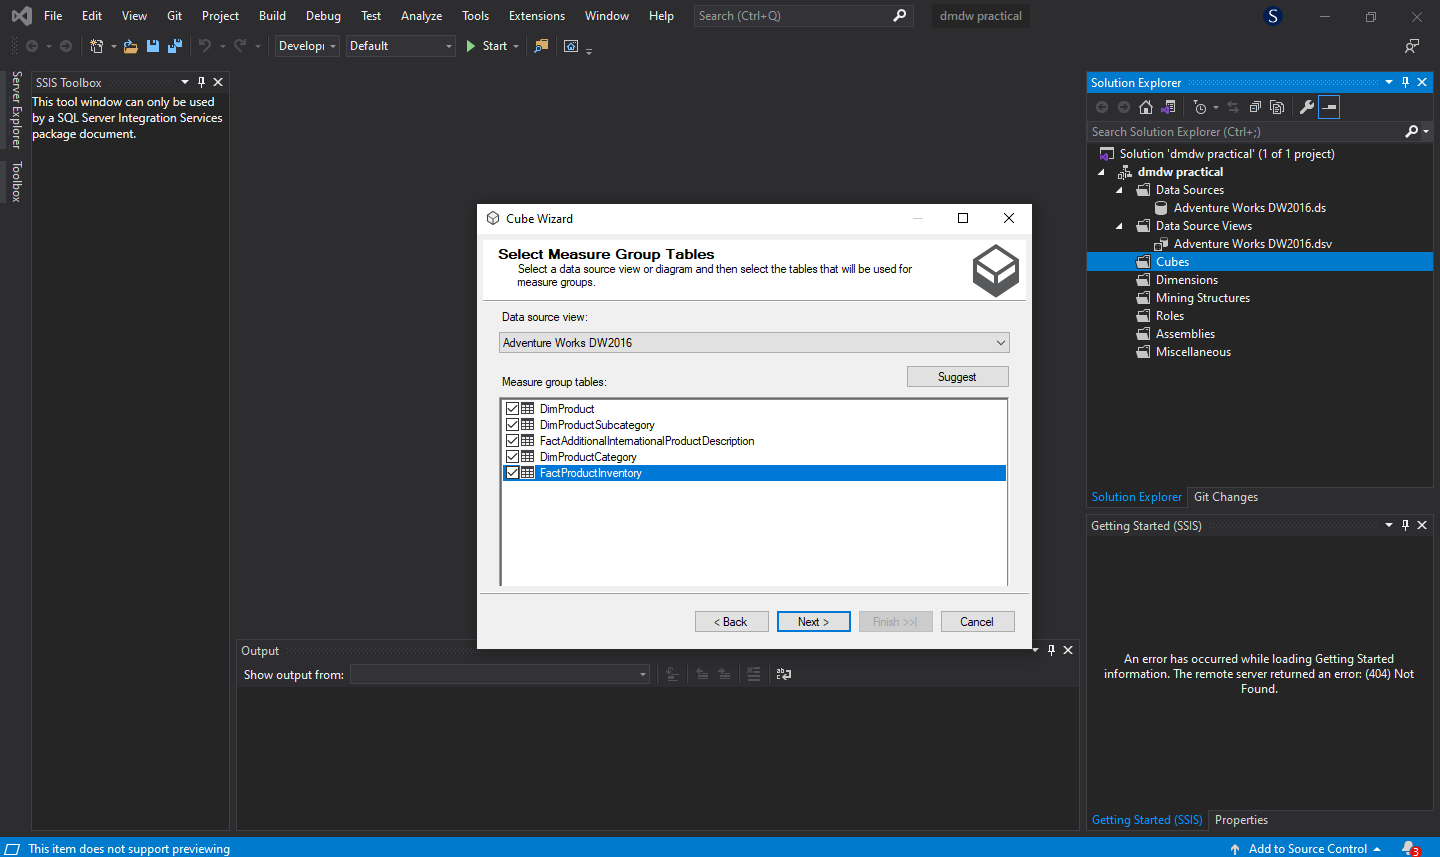 File Edit View Git Project Build Debug Test Analyze Tools Extensions Window Help Search (Ctrl+Q) dmdw practical S
Developı Default Start
Server Explorer
Toolbox
SSIS Toolbox
This tool window can only be used
by a SQL Server Integration Services
package document.
Cube Wizard
Select Measure Group Tables
Select a data source view or diagram and then select the tables that will be used for
measure groups.
Data source view:
Adventure Works DW2016
Suggest
Measure group tables:
DimProduct
DimProductSubcategory
FactAdditionalInternationalProductDescription
DimProductCategory
FactProductInventory
< Back Next > Finish >>| Cancel
Output
Show output from:
Solution Explorer
Search Solution Explorer (Ctrl+;)
Solution 'dmdw practical' (1 of 1 project)
dmdw practical
Data Sources
Adventure Works DW2016.ds
Data Source Views
Adventure Works DW2016.dsv
Cubes
Dimensions
Mining Structures
Roles
Assemblies
Miscellaneous
Solution Explorer Git Changes
Getting Started (SSIS)
An error has occurred while loading Getting Started
information. The remote server returned an error: (404) Not
Found.
Getting Started (SSIS) Properties
This item does not support previewing
Add to Source Control 3